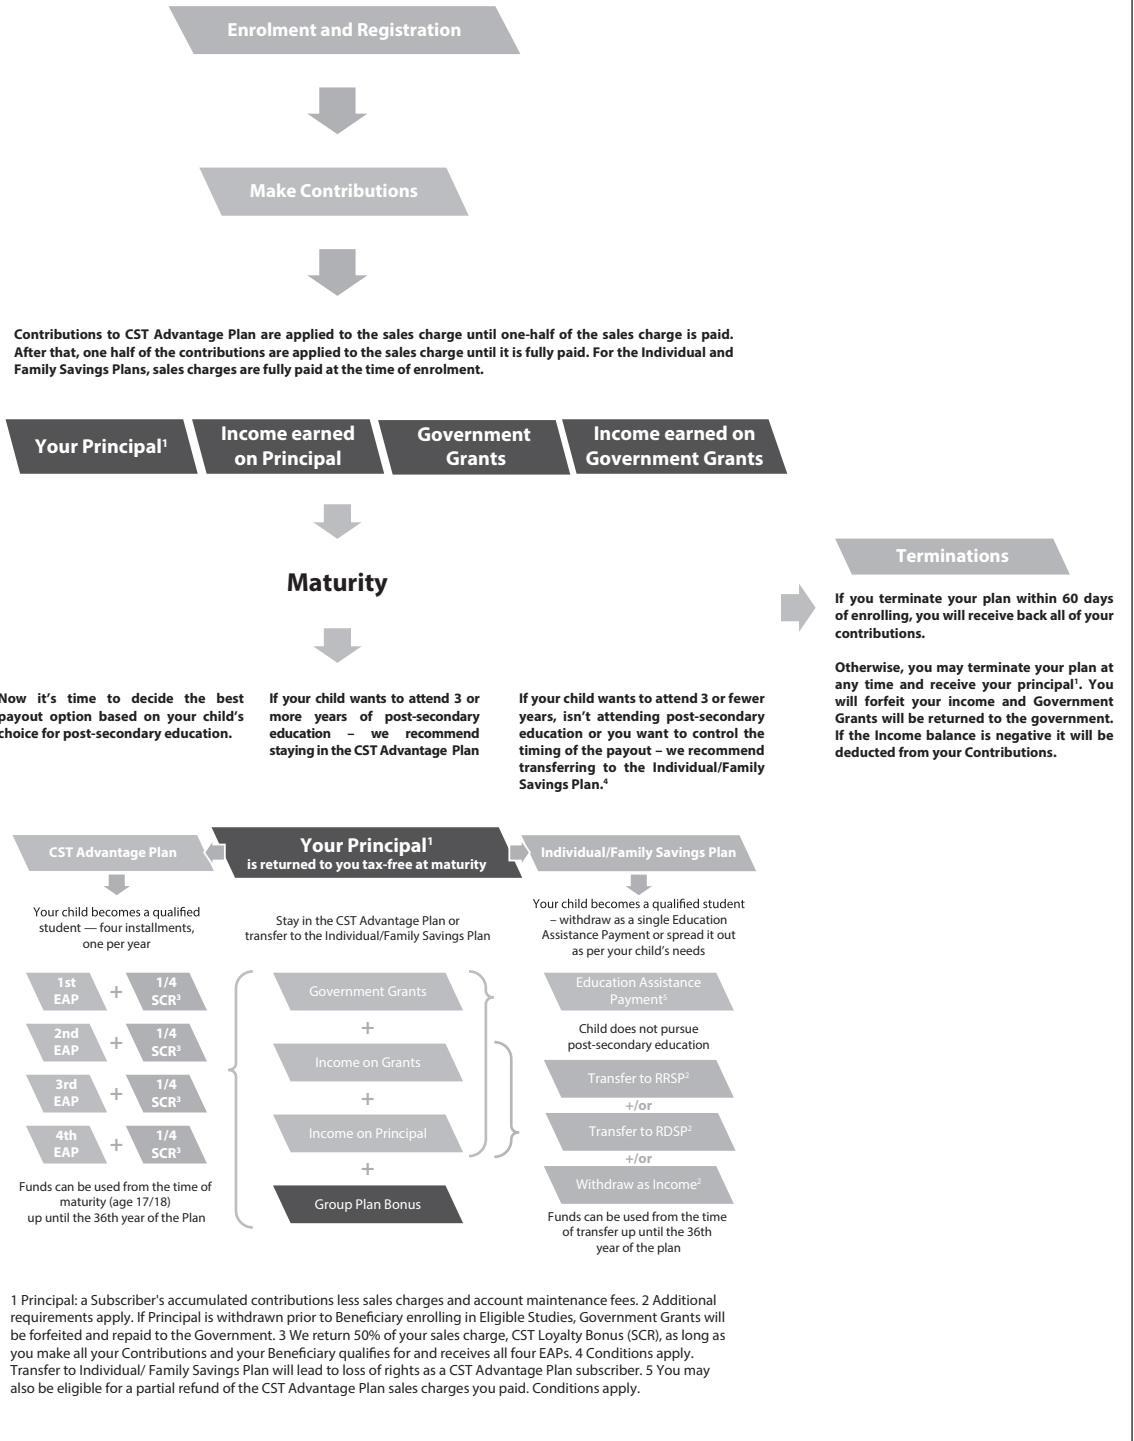 Enrolment and Registration
Make Contributions
Contributions to CST Advantage Plan are applied to the sales charge until one-half of the sales charge is paid.
After that, one half of the contributions are applied to the sales charge until it is fully paid. For the Individual and
Family Savings Plans, sales charges are fully paid at the time of enrolment.
Your Principal¹
Income earned
on Principal
Government
Grants
Income earned on
Government Grants
Maturity
Terminations
If you terminate your plan within 60 days
of enrolling, you will receive back all of your
contributions.
Otherwise, you may terminate your plan at
any time and receive your principal¹. You
will forfeit your income and Government
Grants will be returned to the government.
If the Income balance is negative it will be
deducted from your Contributions.
Now it's time to decide the best
payout option based on your child's
choice for post-secondary education.
If your child wants to attend 3 or
more years of post-secondary
education – we recommend
staying in the CST Advantage Plan
If your child wants to attend 3 or fewer
years, isn't attending post-secondary
education or you want to control the
timing of the payout – we recommend
transferring to the Individual/Family
Savings Plan.⁴
CST Advantage Plan
Your Principal¹
is returned to you tax-free at maturity
Individual/Family Savings Plan
Your child becomes a qualified
student — four installments,
one per year
1st
EAP
+
1/4
SCR³
2nd
EAP
+
1/4
SCR³
3rd
EAP
+
1/4
SCR³
4th
EAP
+
1/4
SCR³
Funds can be used from the time of
maturity (age 17/18)
up until the 36th year of the Plan
Stay in the CST Advantage Plan or
transfer to the Individual/Family Savings Plan
Government Grants
+
Income on Grants
+
Income on Principal
+
Group Plan Bonus
Your child becomes a qualified student
– withdraw as a single Education
Assistance Payment or spread it out
as per your child's needs
Education Assistance
Payment⁵
Child does not pursue
post-secondary education
Transfer to RRSP²
+/or
Transfer to RDSP²
+/or
Withdraw as Income²
Funds can be used from the time
of transfer up until the 36th
year of the plan
1 Principal: a Subscriber's accumulated contributions less sales charges and account maintenance fees. 2 Additional
requirements apply. If Principal is withdrawn prior to Beneficiary enrolling in Eligible Studies, Government Grants will
be forfeited and repaid to the Government. 3 We return 50% of your sales charge, CST Loyalty Bonus (SCR), as long as
you make all your Contributions and your Beneficiary qualifies for and receives all four EAPs. 4 Conditions apply.
Transfer to Individual/ Family Savings Plan will lead to loss of rights as a CST Advantage Plan subscriber. 5 You may
also be eligible for a partial refund of the CST Advantage Plan sales charges you paid. Conditions apply.